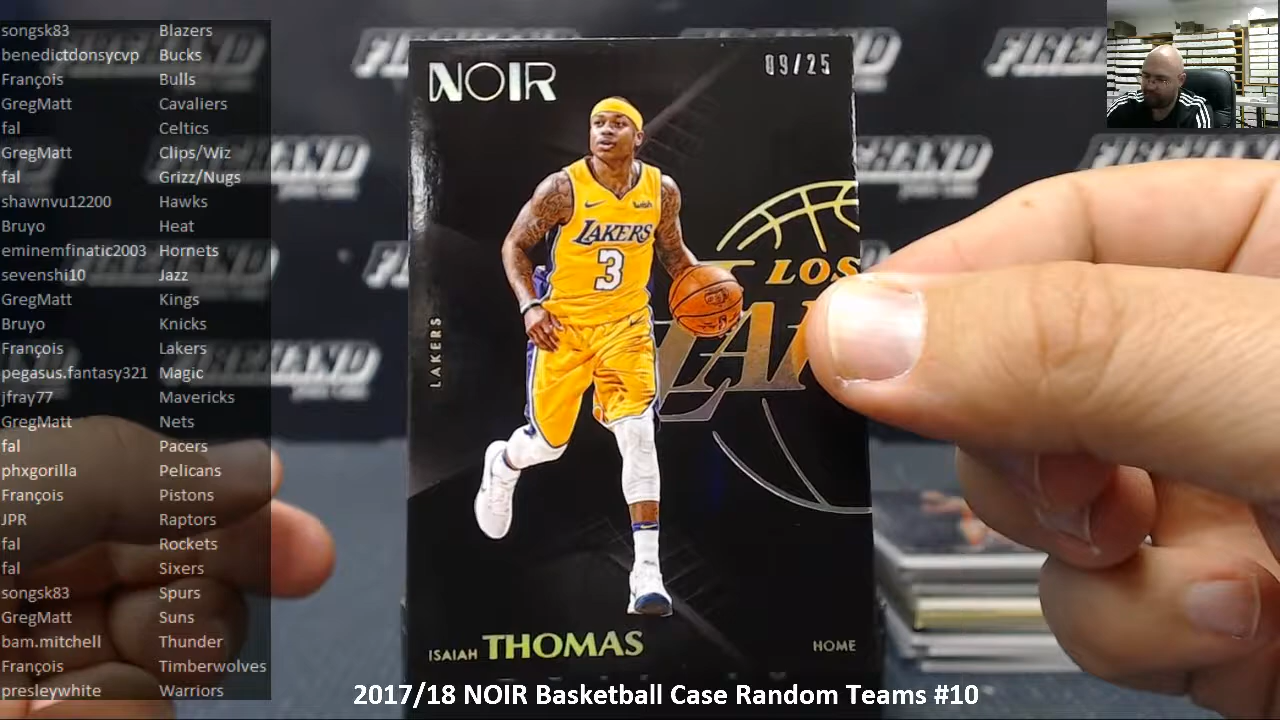 songsk83 Blazers
benedictdonsycvp Bucks
François Bulls
GregMatt Cavaliers
fal Celtics
GregMatt Clips/Wiz
fal Grizz/Nugs
shawnvu12200 Hawks
Bruyo Heat
eminemfinatic2003 Hornets
sevenshi10 Jazz
GregMatt Kings
Bruyo Knicks
François Lakers
pegasus.fantasy321 Magic
jfray77 Mavericks
GregMatt Nets
fal Pacers
phxgorilla Pelicans
François Pistons
JPR Raptors
fal Rockets
fal Sixers
songsk83 Spurs
GregMatt Suns
bam.mitchell Thunder
François Timberwolves
presleywhite Warriors
NOIR 09/25
LAKERS
3
LOS
LAK
LAKERS
ISAIAH THOMAS HOME
2017/18 NOIR Basketball Case Random Teams #10
FIREHAND